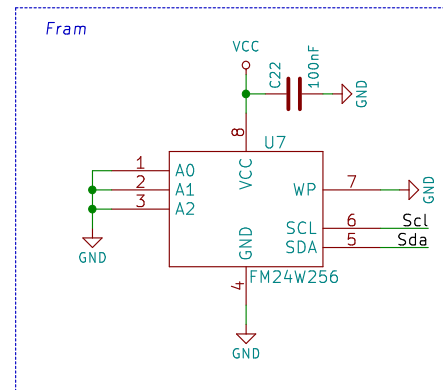 Fram
VCC
C22
100nF
GND
8
U7
1
A0
VCC
2
A1
WP
7
GND
3
A2
SCL
6
Scl
GND
SDA
5
Sda
GND
4
FM24W256
GND